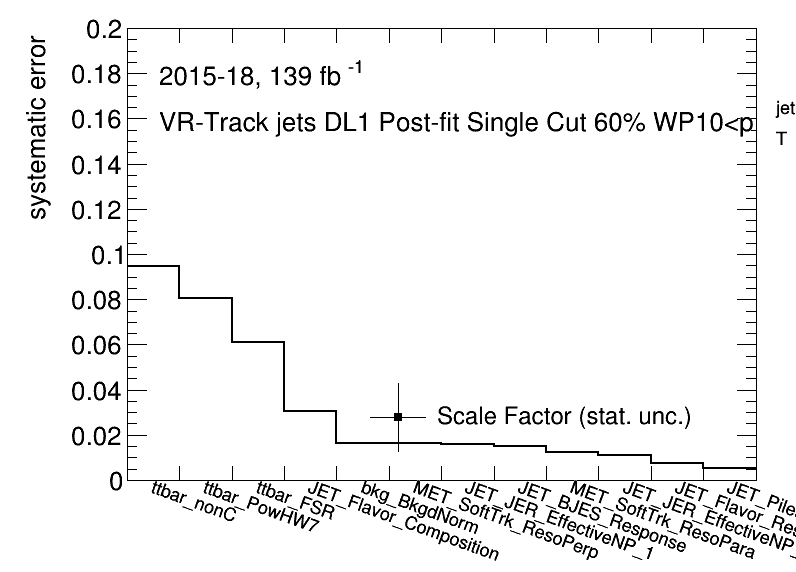 0.2
0.18
0.16
0.14
0.12
0.1
0.08
0.06
0.04
0.02
0
systematic error
2015-18, 139 fb -1
VR-Track jets DL1 Post-fit Single Cut 60% WP10<p jet T
Scale Factor (stat. unc.)
ttbar_nonC
ttbar_PowHW7
ttbar_FSR
JET_Flavor_Composition
bkg_BkgdNorm
MET_SoftTrk_ResoPerp
JET_JER_EffectiveNP_1
JET_BJES_Response
MET_SoftTrk_ResoPara
JET_JER_EffectiveNP_
JET_Flavor_Res
JET_Pile